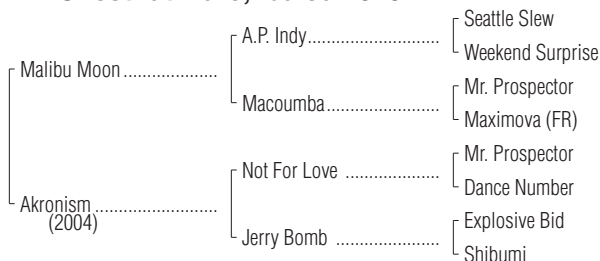 Seattle Slew
A.P. Indy
Weekend Surprise
Malibu Moon
Mr. Prospector
Macoumba
Maximova (FR)
Mr. Prospector
Not For Love
Dance Number
Akronism
(2004)
Explosive Bid
Jerry Bomb
Shibumi